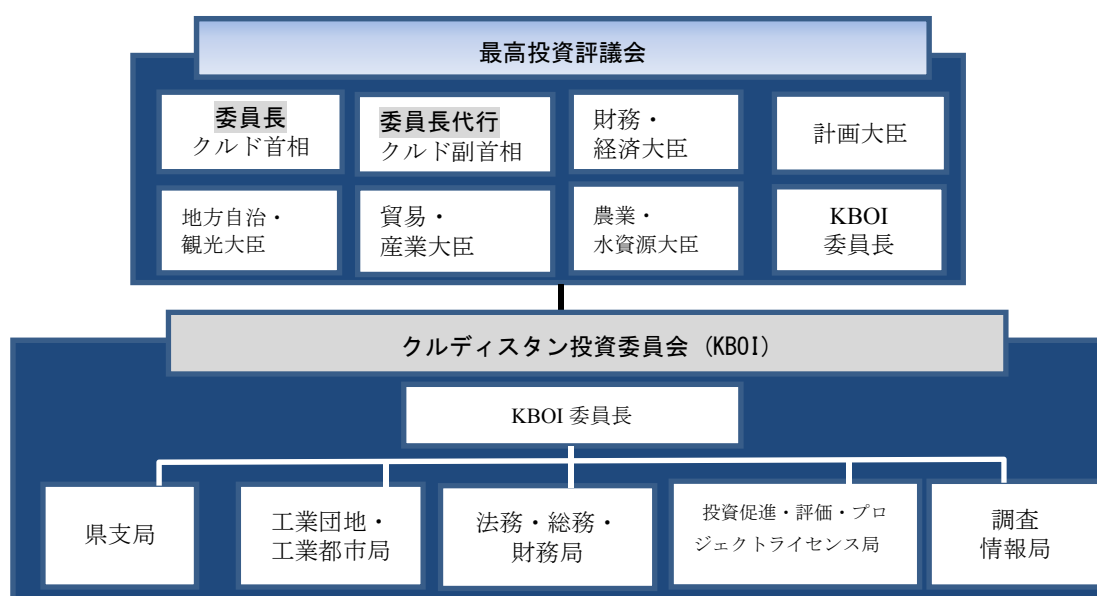 最高投資評議会
委員長
クルド首相
委員長代行
クルド副首相
財務・
経済大臣
計画大臣
地方自治・
観光大臣
貿易・
産業大臣
農業・
水資源大臣
KBOI
委員長
クルディスタン投資委員会 (KBOI)
KBOI 委員長
県支局
工業団地・
工業都市局
法務・総務・
財務局
投資促進・評価・プロ
ジェクトライセンス局
調査
情報局